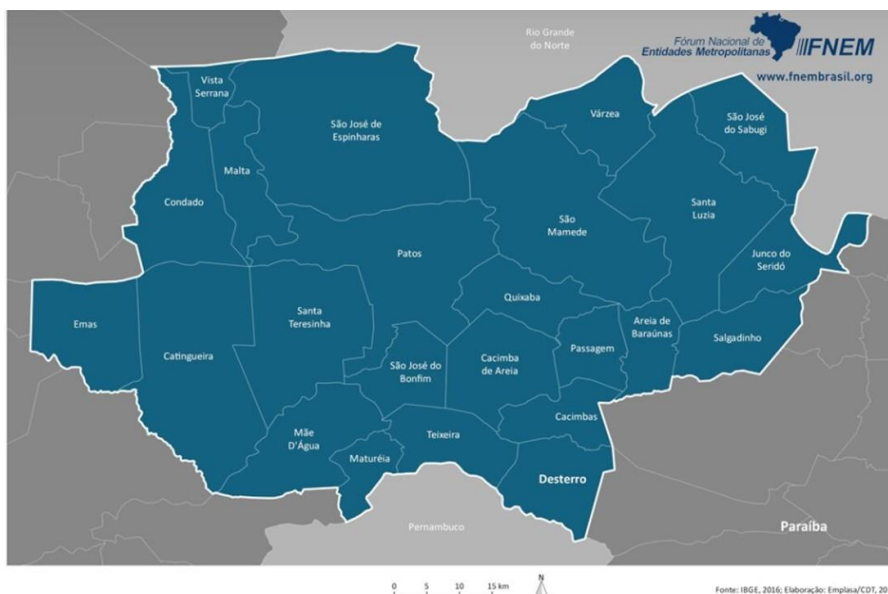 Rio Grande
do Norte
Fórum Nacional de
Entidades Metropolitanas
FNEM
www.fnembrasil.org
Vista
Serrana
São José de
Espinharas
Várzea
São José
do Sabugi
Malta
Condado
Santa
Luzia
São
Mamede
Patos
Junco do
Seridó
Quixaba
Emas
Santa
Teresinha
Areia de
Baraúnas
Salgadinho
Catingueira
São José do
Bonfim
Cacimba
de Areia
Passagem
Cacimbas
Mãe
D'Água
Teixeira
Maturéia
Desterro
Pernambuco
Paraíba
0 5 10 15 km
N
Fonte: IBGE, 2016; Elaboração: Emplasa/CDT, 20